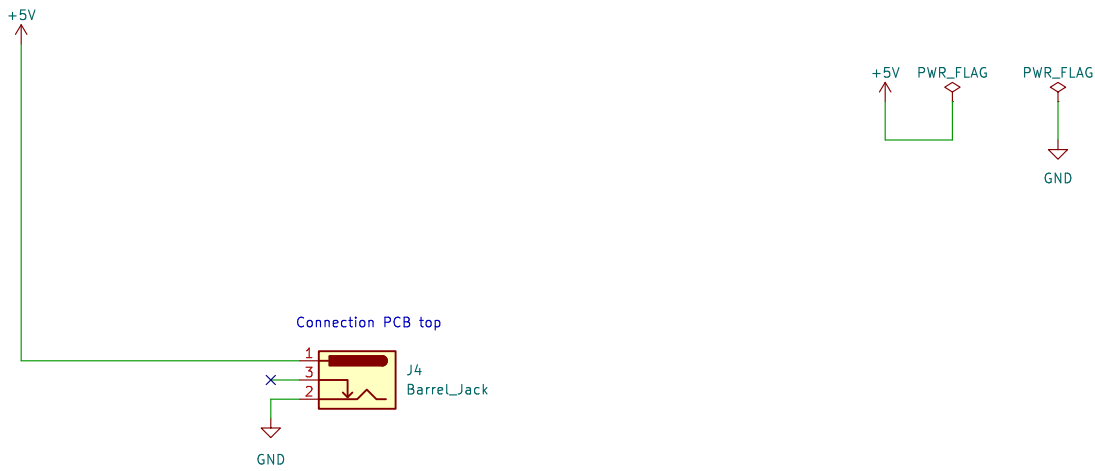 +5V
+5V
PWR_FLAG
PWR_FLAG
GND
Connection PCB top
1
3
2
J4
Barrel_Jack
GND